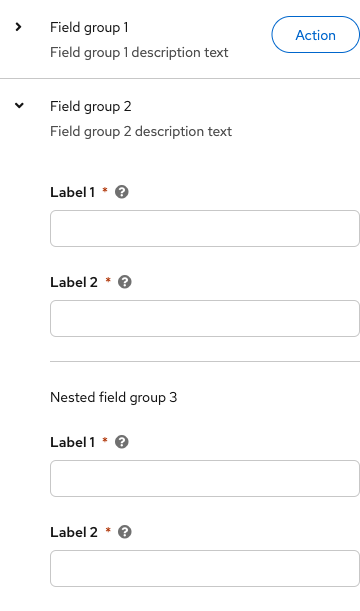 Field group 1
Field group 1 description text
Action
Field group 2
Field group 2 description text
Label 1 * ?
Label 2 * ?
Nested field group 3
Label 1 * ?
Label 2 * ?